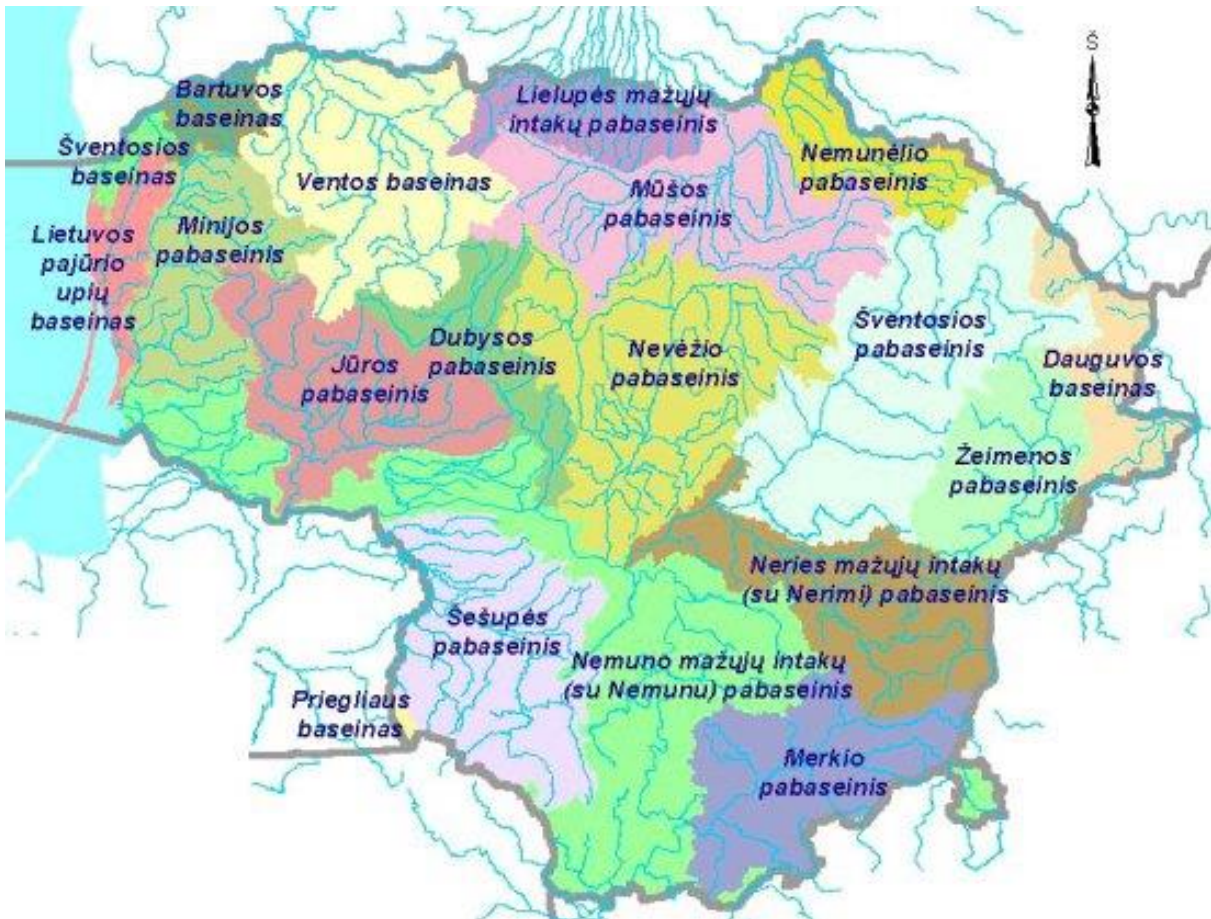 Š
Bartuvos
baseinas
Lielupės mažųjų
intakų pabaseinis
Šventosios
baseinas
Ventos baseinas
Nemunėlio
pabaseinis
Mūšos
pabaseinis
Minijos
pabaseinis
Lietuvos
pajūrio
upių
baseinas
Šventosios
pabaseinis
Dubysos
pabaseinis
Nevėžio
pabaseinis
Dauguvos
baseinas
Jūros
pabaseinis
Žeimenos
pabaseinis
Neries mažųjų intakų
(su Nerimi) pabaseinis
Šešupės
pabaseinis
Nemuno mažųjų intakų
(su Nemunu) pabaseinis
Priegliaus
baseinas
Merkio
pabaseinis